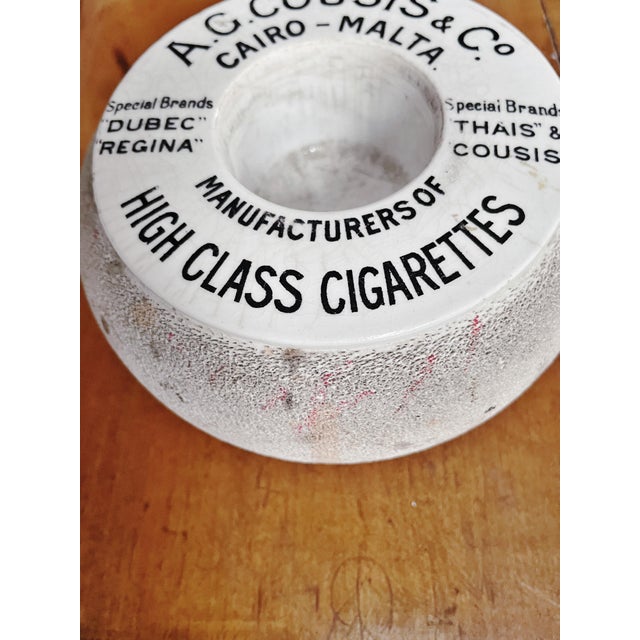 A.G. COUSIS & Co
CAIRO - MALTA.
Special Brands
"DUBEC"
"REGINA"
Special Brands
"THAIS" &
COUSIS
MANUFACTURERS OF
HIGH CLASS CIGARETTES